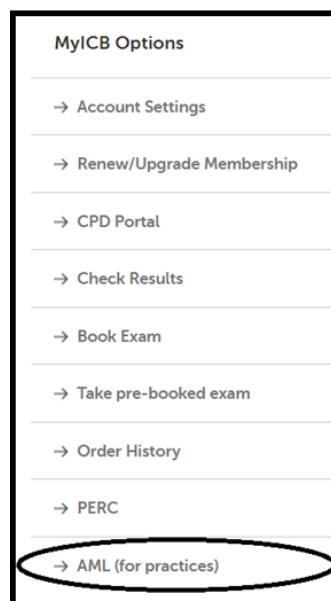 MyICB Options
→ Account Settings
→ Renew/Upgrade Membership
→ CPD Portal
→ Check Results
→ Book Exam
→ Take pre-booked exam
→ Order History
→ PERC
→ AML (for practices)